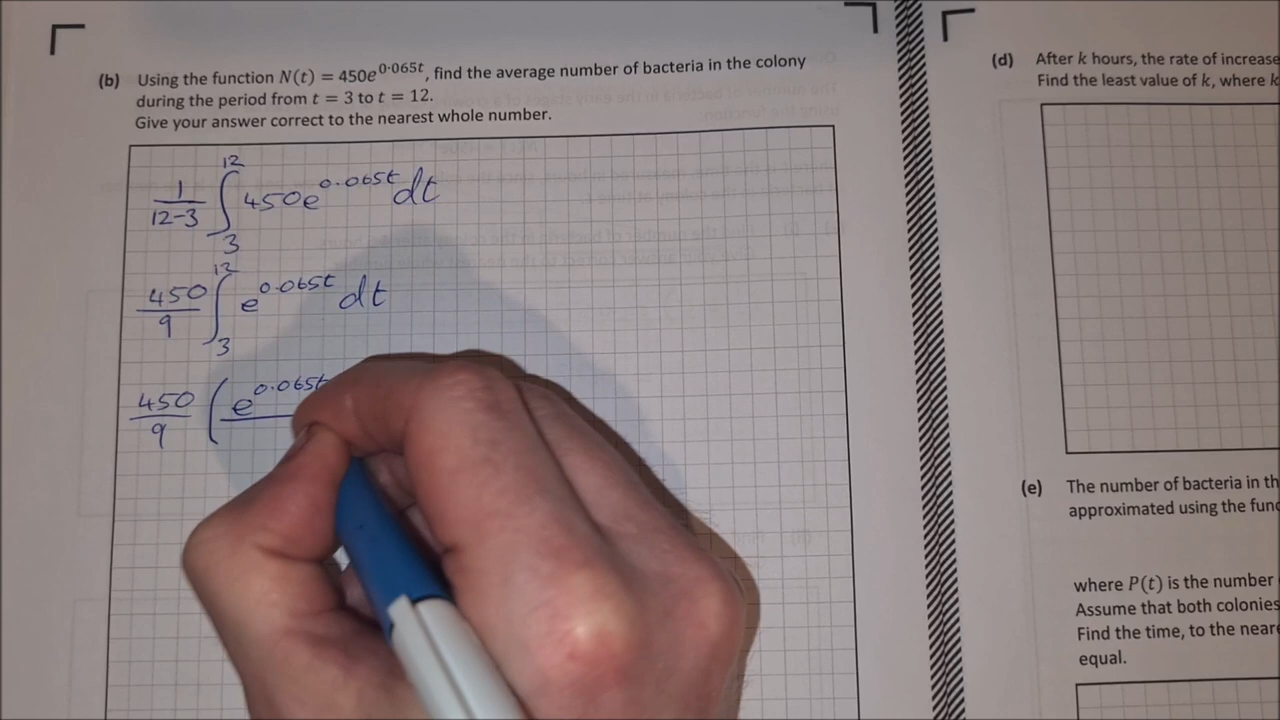 (b) Using the function N(t) = 450e^0·065t, find the average number of bacteria in the colony
during the period from t = 3 to t = 12.
Give your answer correct to the nearest whole number.
1/(12-3) ∫₃¹² 450e^0.065t dt
450/9 ∫₃¹² e^0.065t dt
450/9 (e^0.065t
(d) After k hours, the rate of increase
Find the least value of k, where k
(e) The number of bacteria in th
approximated using the func
where P(t) is the number
Assume that both colonies
Find the time, to the neare
equal.